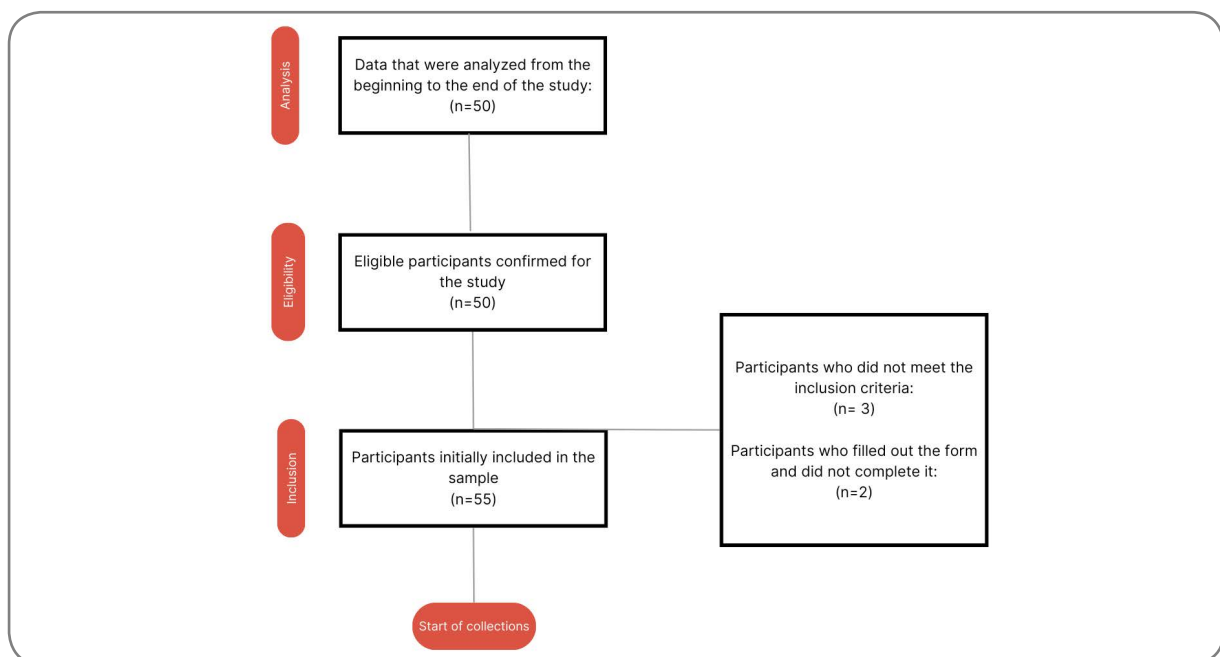 Analysis
Data that were analyzed from the
beginning to the end of the study:
(n=50)
Eligibility
Eligible participants confirmed for
the study
(n=50)
Participants who did not meet the
inclusion criteria:
(n= 3)
Participants who filled out the form
and did not complete it:
(n=2)
Inclusion
Participants initially included in the
sample
(n=55)
Start of collections